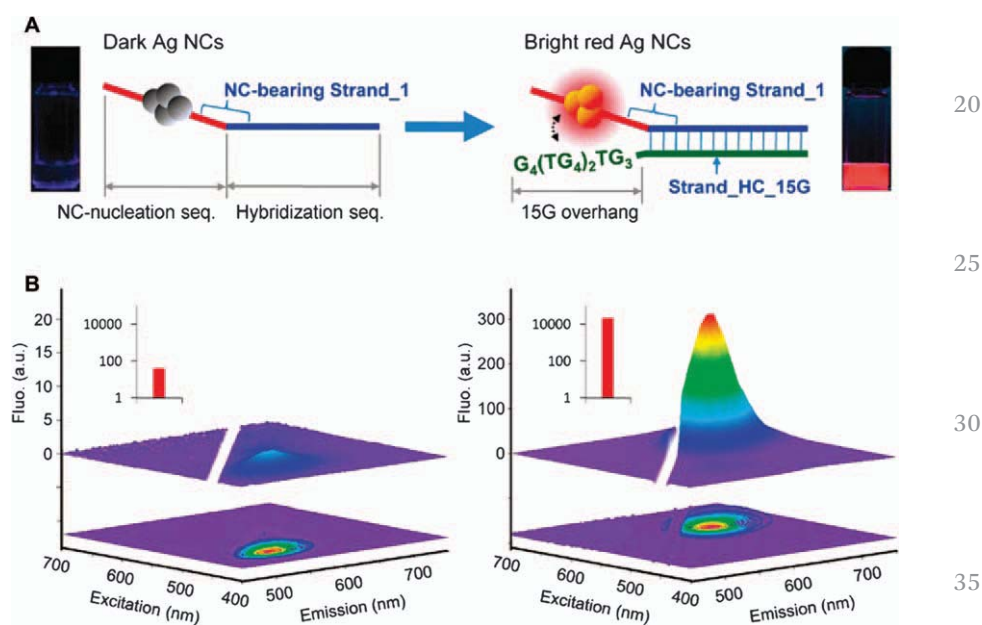 A
Dark Ag NCs
Bright red Ag NCs
NC-bearing Strand_1
NC-bearing Strand_1
G4(TG4)2TG3
Strand_HC_15G
NC-nucleation seq.
Hybridization seq.
15G overhang
20
25
B
20
15
10
5
0
Fluo. (a.u.)
10000
100
1
700
600
500
400
Excitation (nm)
500
600
700
Emission (nm)
300
200
100
0
Fluo. (a.u.)
10000
100
1
700
600
500
400
Excitation (nm)
500
600
700
Emission (nm)
30
35